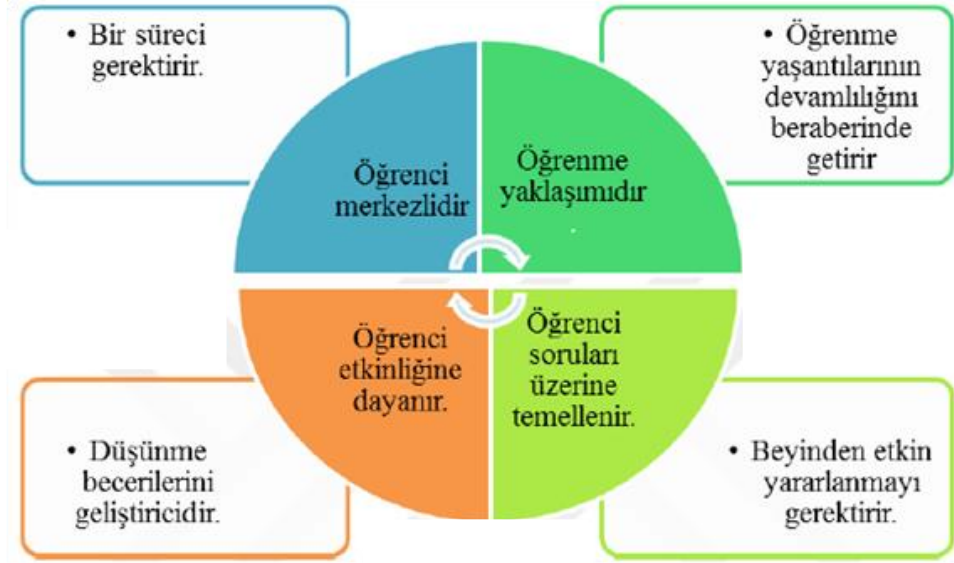 • Bir süreci
gerektirir.
• Öğrenme
yaşantılarının
devamlılığını
beraberinde
getirir
Öğrenci
merkezlidir
Öğrenme
yaklaşımıdır
.
Öğrenci
etkinliğine
dayanır.
Öğrenci
soruları
üzerine
temellenir.
• Düşünme
becerilerini
geliştiricidir.
• Beyinden etkin
yararlanmayı
gerektirir.